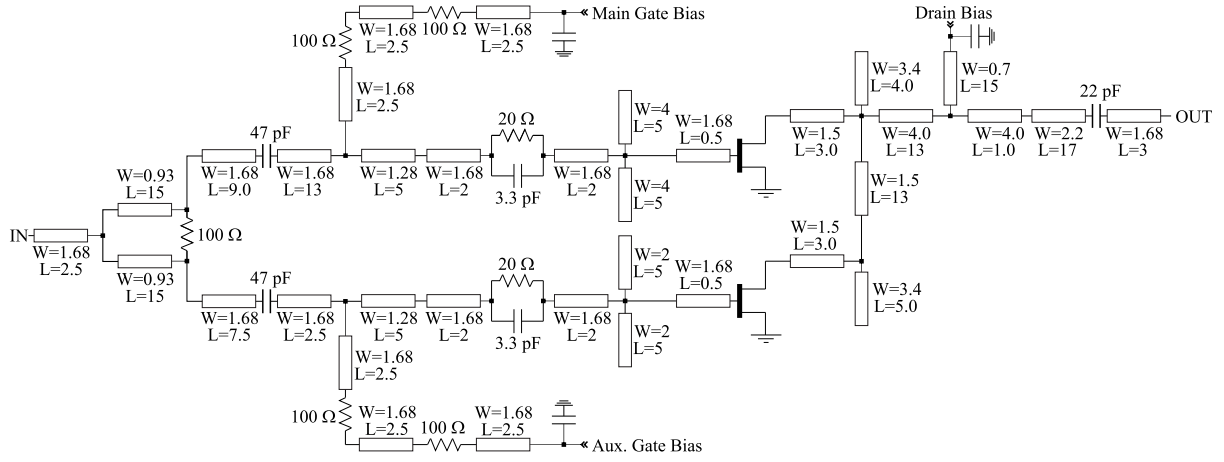 Main Gate Bias
W=1.68
L=2.5
100 Ω
W=1.68
L=2.5
100 Ω
W=1.68
L=2.5
Drain Bias
W=3.4
L=4.0
W=0.7
L=15
22 pF
OUT
W=1.5
L=3.0
W=4.0
L=13
W=4.0
L=1.0
W=2.2
L=17
W=1.68
L=3
47 pF
W=1.68
L=9.0
W=1.68
L=13
W=1.28
L=5
W=1.68
L=2
20 Ω
3.3 pF
W=1.68
L=2
W=4
L=5
W=4
L=5
W=1.68
L=0.5
W=1.5
L=13
IN
W=1.68
L=2.5
W=0.93
L=15
100 Ω
W=0.93
L=15
47 pF
W=1.68
L=7.5
W=1.68
L=2.5
W=1.28
L=5
W=1.68
L=2
20 Ω
3.3 pF
W=1.68
L=2
W=2
L=5
W=2
L=5
W=1.68
L=0.5
W=1.5
L=3.0
W=3.4
L=5.0
W=1.68
L=2.5
100 Ω
W=1.68
L=2.5
100 Ω
W=1.68
L=2.5
Aux. Gate Bias